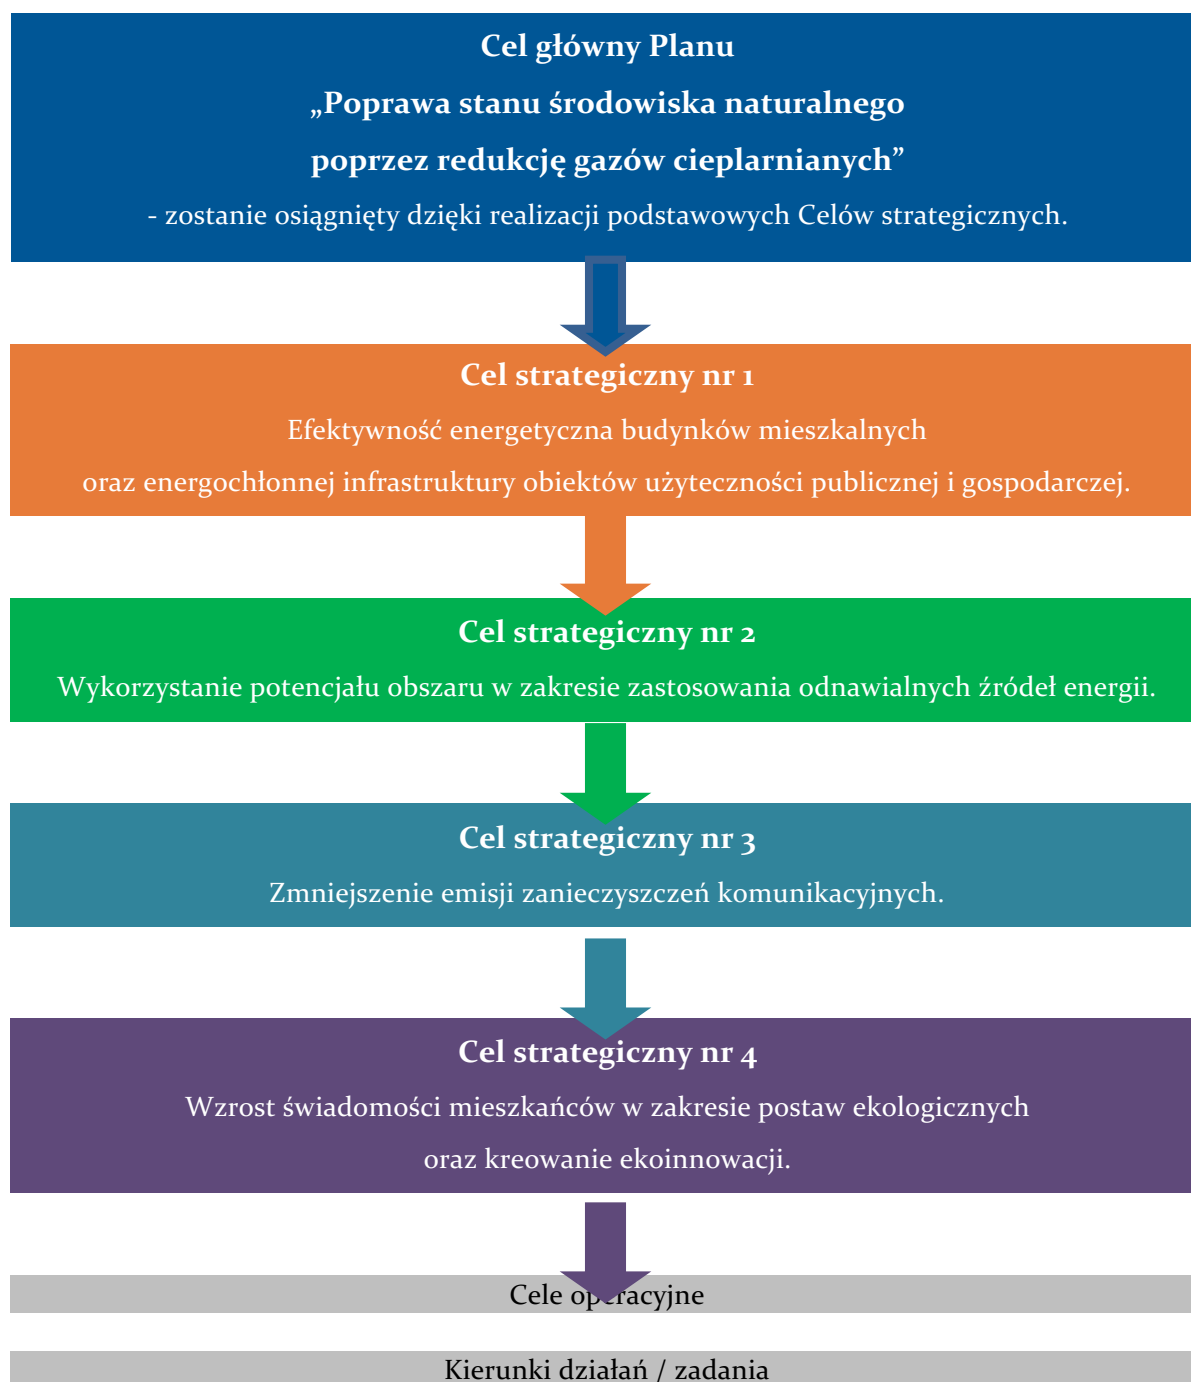 Cel główny Planu
„Poprawa stanu środowiska naturalnego
poprzez redukcję gazów cieplarnianych”
- zostanie osiągnięty dzięki realizacji podstawowych Celów strategicznych.
Cel strategiczny nr 1
Efektywność energetyczna budynków mieszkalnych
oraz energochłonnej infrastruktury obiektów użyteczności publicznej i gospodarczej.
Cel strategiczny nr 2
Wykorzystanie potencjału obszaru w zakresie zastosowania odnawialnych źródeł energii.
Cel strategiczny nr 3
Zmniejszenie emisji zanieczyszczeń komunikacyjnych.
Cel strategiczny nr 4
Wzrost świadomości mieszkańców w zakresie postaw ekologicznych
oraz kreowanie ekoinnowacji.
Cele operacyjne
Kierunki działań / zadania